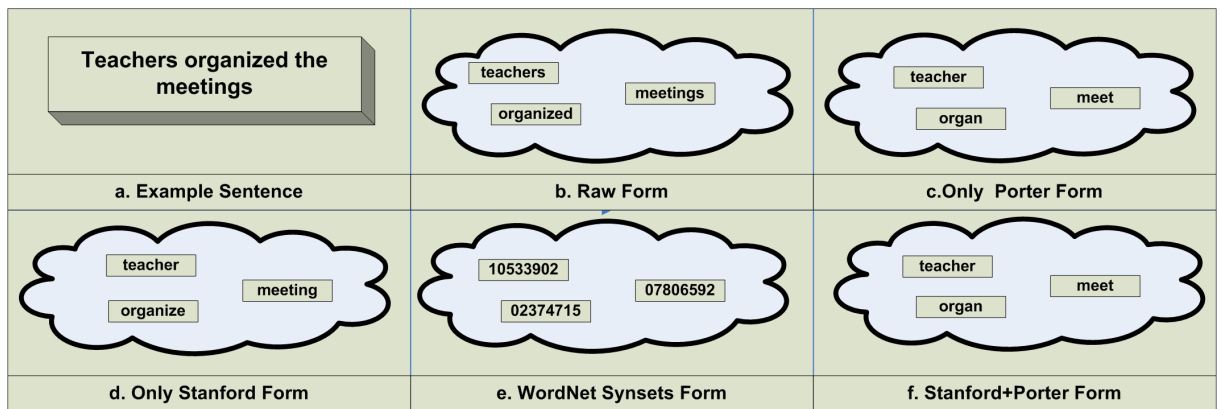 Teachers organized the
meetings
a. Example Sentence
teachers
meetings
organized
b. Raw Form
teacher
meet
organ
c.Only Porter Form
teacher
meeting
organize
d. Only Stanford Form
10533902
07806592
02374715
e. WordNet Synsets Form
teacher
meet
organ
f. Stanford+Porter Form